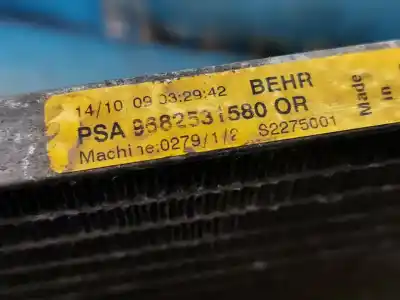 14/10 09 03:29:42 BEHR
PSA 9682531580 OR
Machine:0279/1/2 S2275001
Made
in